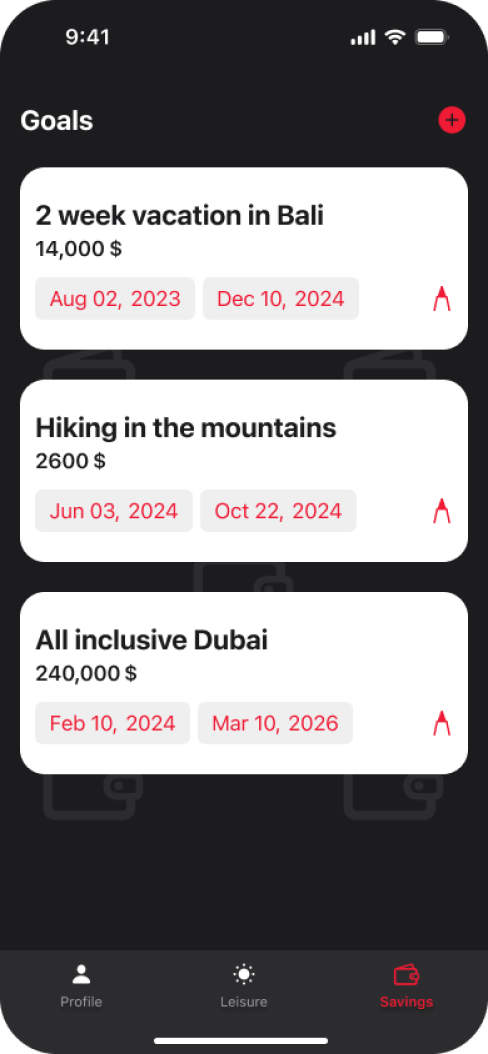 9:41
Goals
2 week vacation in Bali
14,000 $
Aug 02, 2023 Dec 10, 2024
Hiking in the mountains
2600 $
Jun 03, 2024 Oct 22, 2024
All inclusive Dubai
240,000 $
Feb 10, 2024 Mar 10, 2026
Profile Leisure Savings